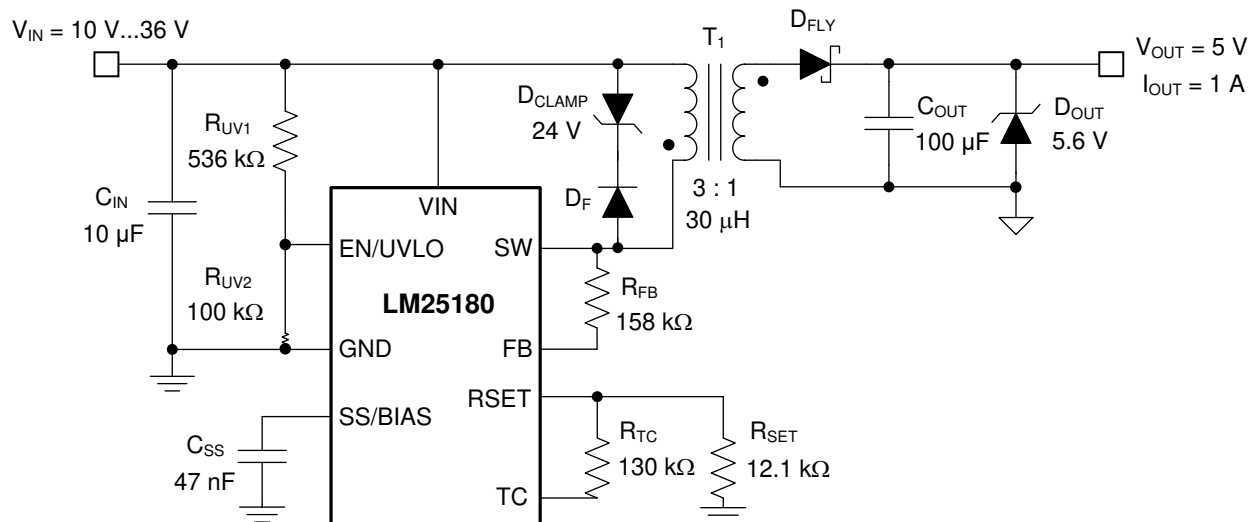 V_IN = 10 V...36 V
T_1
D_FLY
V_OUT = 5 V
I_OUT = 1 A
D_CLAMP
24 V
R_UV1
536 kΩ
C_OUT
100 µF
D_OUT
5.6 V
C_IN
10 µF
VIN
D_F
3 : 1
30 µH
EN/UVLO
SW
R_UV2
100 kΩ
LM25180
R_FB
158 kΩ
GND
FB
RSET
SS/BIAS
C_SS
47 nF
R_TC
130 kΩ
R_SET
12.1 kΩ
TC